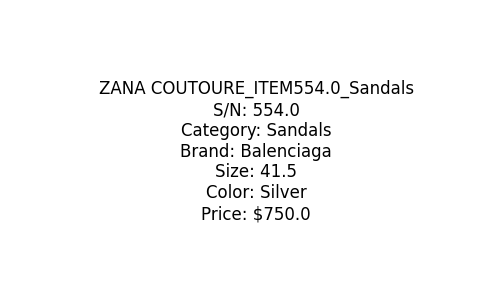 ZANA COUTOURE_ITEM554.0_Sandals
S/N: 554.0
Category: Sandals
Brand: Balenciaga
Size: 41.5
Color: Silver
Price: $750.0